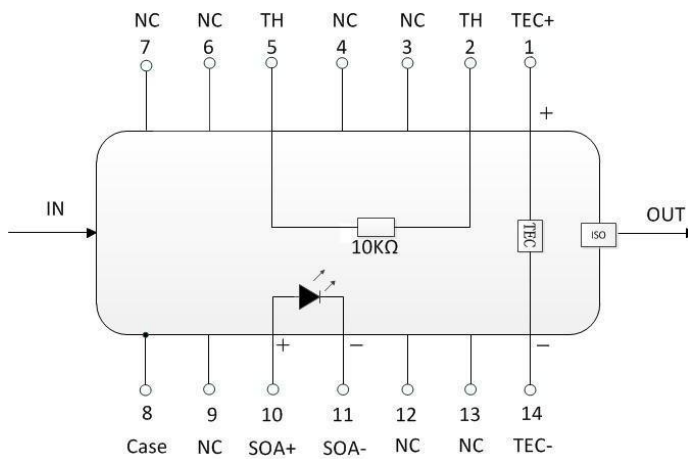 NC NC TH NC NC TH TEC+
7 6 5 4 3 2 1
+
IN
OUT
TEC
ISO
10KΩ
+ − −
8 9 10 11 12 13 14
Case NC SOA+ SOA- NC NC TEC-